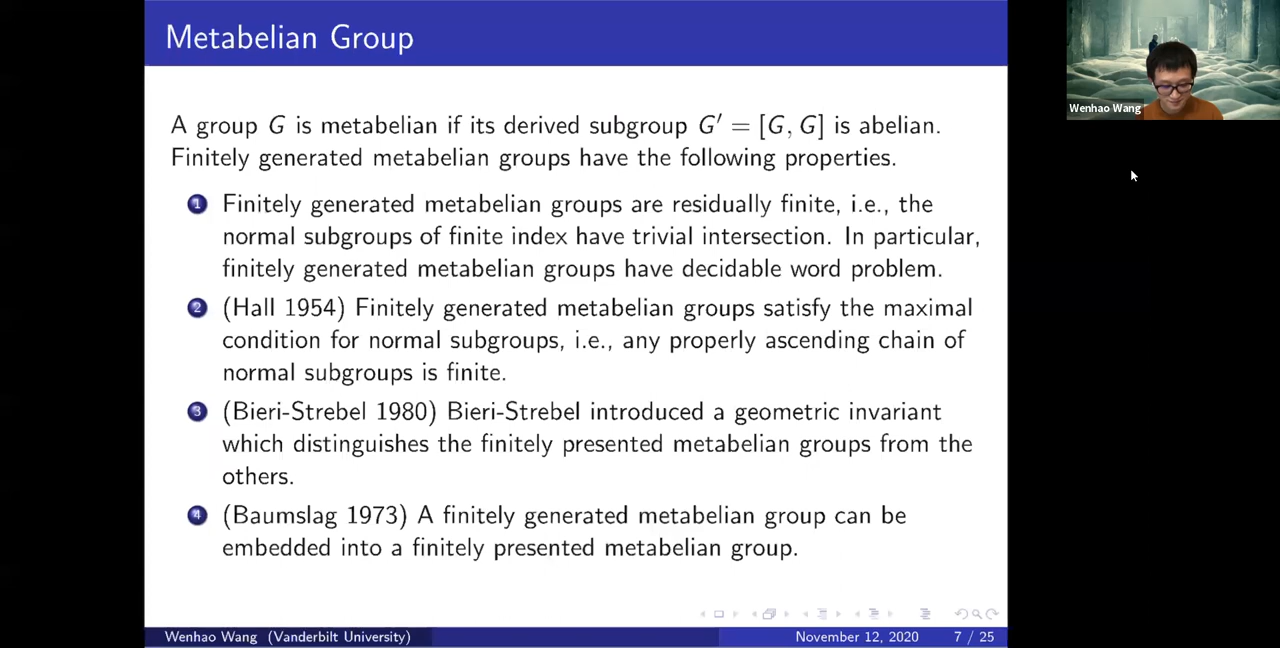 Metabelian Group
Wenhao Wang
A group G is metabelian if its derived subgroup G′ = [G, G] is abelian.
Finitely generated metabelian groups have the following properties.
1 Finitely generated metabelian groups are residually finite, i.e., the
normal subgroups of finite index have trivial intersection. In particular,
finitely generated metabelian groups have decidable word problem.
2 (Hall 1954) Finitely generated metabelian groups satisfy the maximal
condition for normal subgroups, i.e., any properly ascending chain of
normal subgroups is finite.
3 (Bieri-Strebel 1980) Bieri-Strebel introduced a geometric invariant
which distinguishes the finitely presented metabelian groups from the
others.
4 (Baumslag 1973) A finitely generated metabelian group can be
embedded into a finitely presented metabelian group.
Wenhao Wang (Vanderbilt University) November 12, 2020 7 / 25